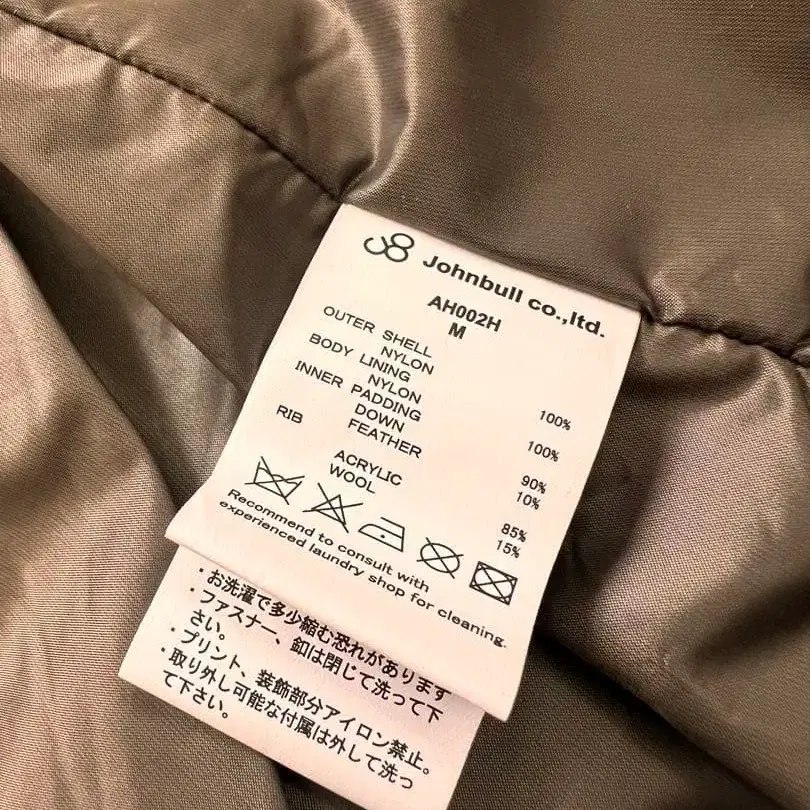 Johnbull co.,ltd.
AH002H
M
OUTER SHELL
NYLON 100%
BODY LINING
NYLON 100%
INNER PADDING
DOWN 90%
FEATHER 10%
RIB
ACRYLIC 85%
WOOL 15%
Recommend to consult with
experienced laundry shop for cleaning.
・お洗濯で多少縮む恐れがあります
・ファスナー、釦は閉じて洗って下
さい。
・プリント、装飾部分アイロン禁止。
・取り外し可能な付属は外して洗っ
て下さい。